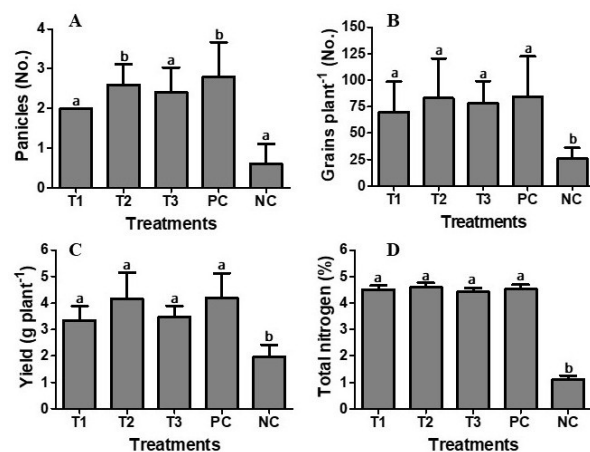 A
Panicles (No.)
4
3
2
1
0
a
b
a
b
a
T1 T2 T3 PC NC
Treatments
B
Grains plant-1 (No.)
150
125
100
75
50
25
0
a
a
a
a
b
T1 T2 T3 PC NC
Treatments
C
Yield (g plant-1)
6
5
4
3
2
1
0
a
a
a
a
b
T1 T2 T3 PC NC
Treatments
D
Total nitrogen (%)
6
5
4
3
2
1
0
a
a
a
a
b
T1 T2 T3 PC NC
Treatments